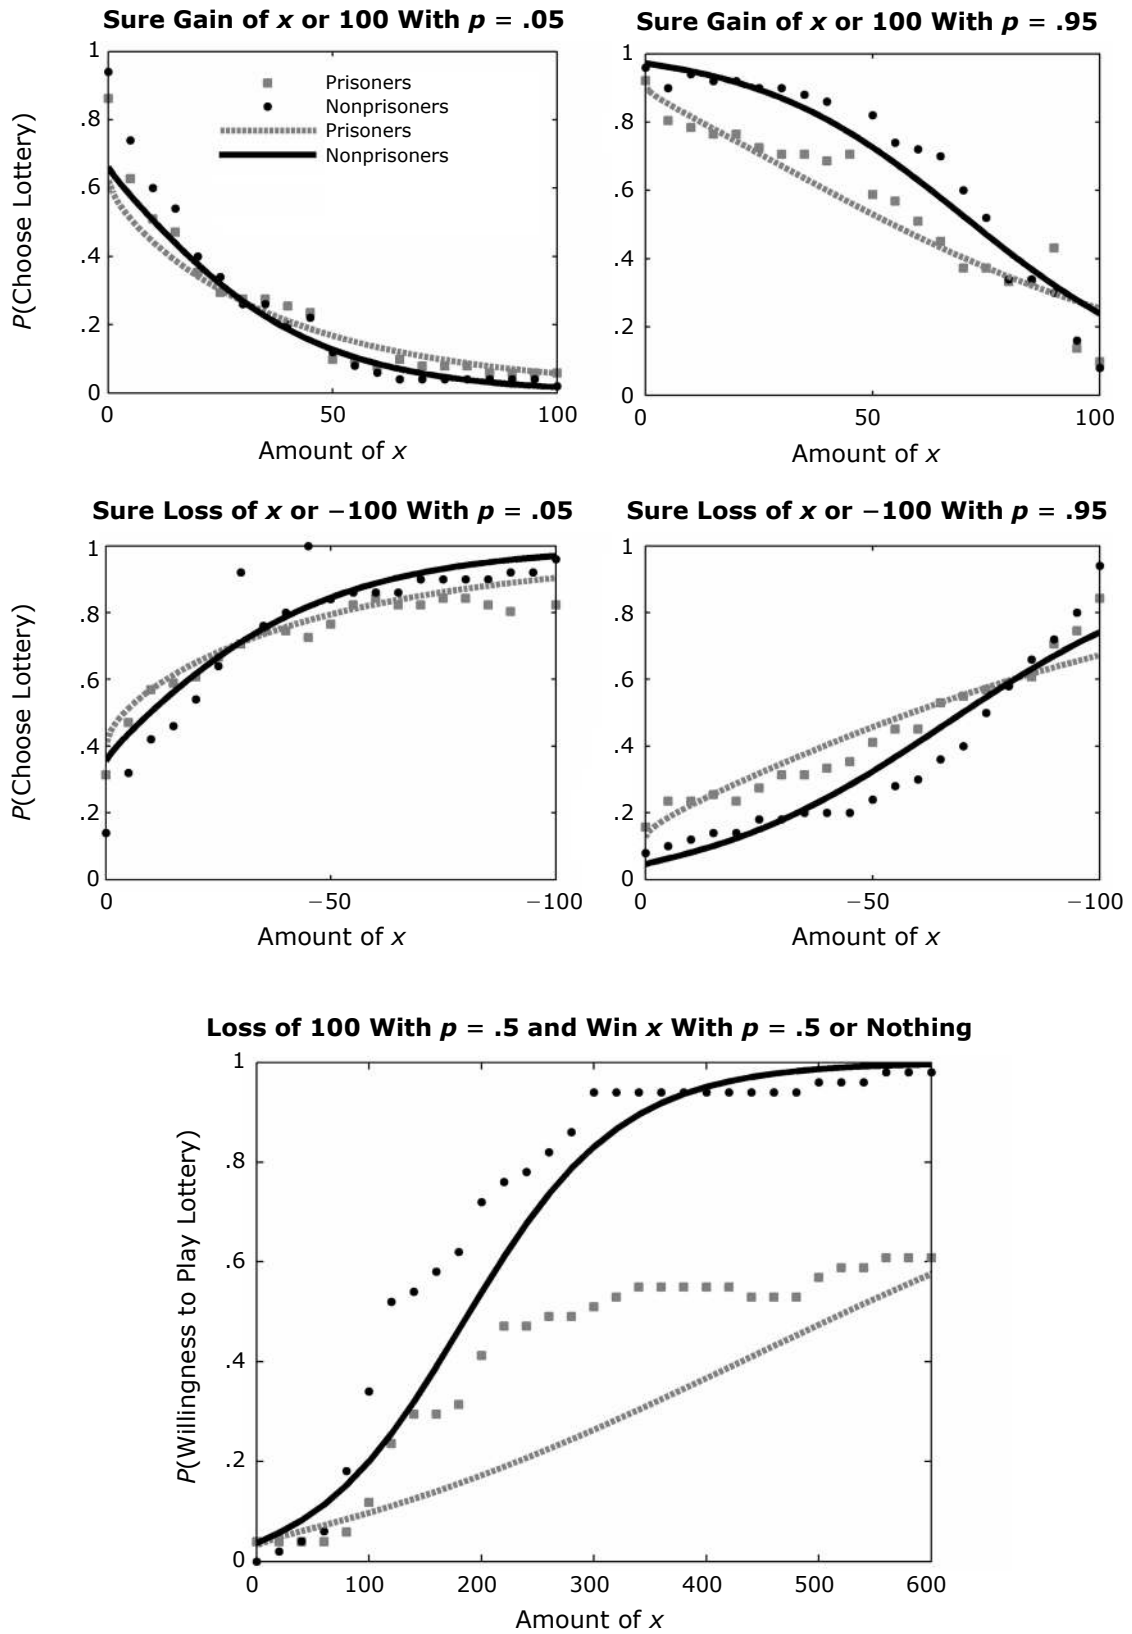 Sure Gain of x or 100 With p = .05
Sure Gain of x or 100 With p = .95
P(Choose Lottery)
1
.8
.6
.4
.2
0
Prisoners
Nonprisoners
Prisoners
Nonprisoners
0 50 100
Amount of x
1
.8
.6
.4
.2
0
0 50 100
Amount of x
Sure Loss of x or −100 With p = .05
Sure Loss of x or −100 With p = .95
P(Choose Lottery)
1
.8
.6
.4
.2
0
0 −50 −100
Amount of x
1
.8
.6
.4
.2
0
0 −50 −100
Amount of x
Loss of 100 With p = .5 and Win x With p = .5 or Nothing
P(Willingness to Play Lottery)
1
.8
.6
.4
.2
0
0 100 200 300 400 500 600
Amount of x